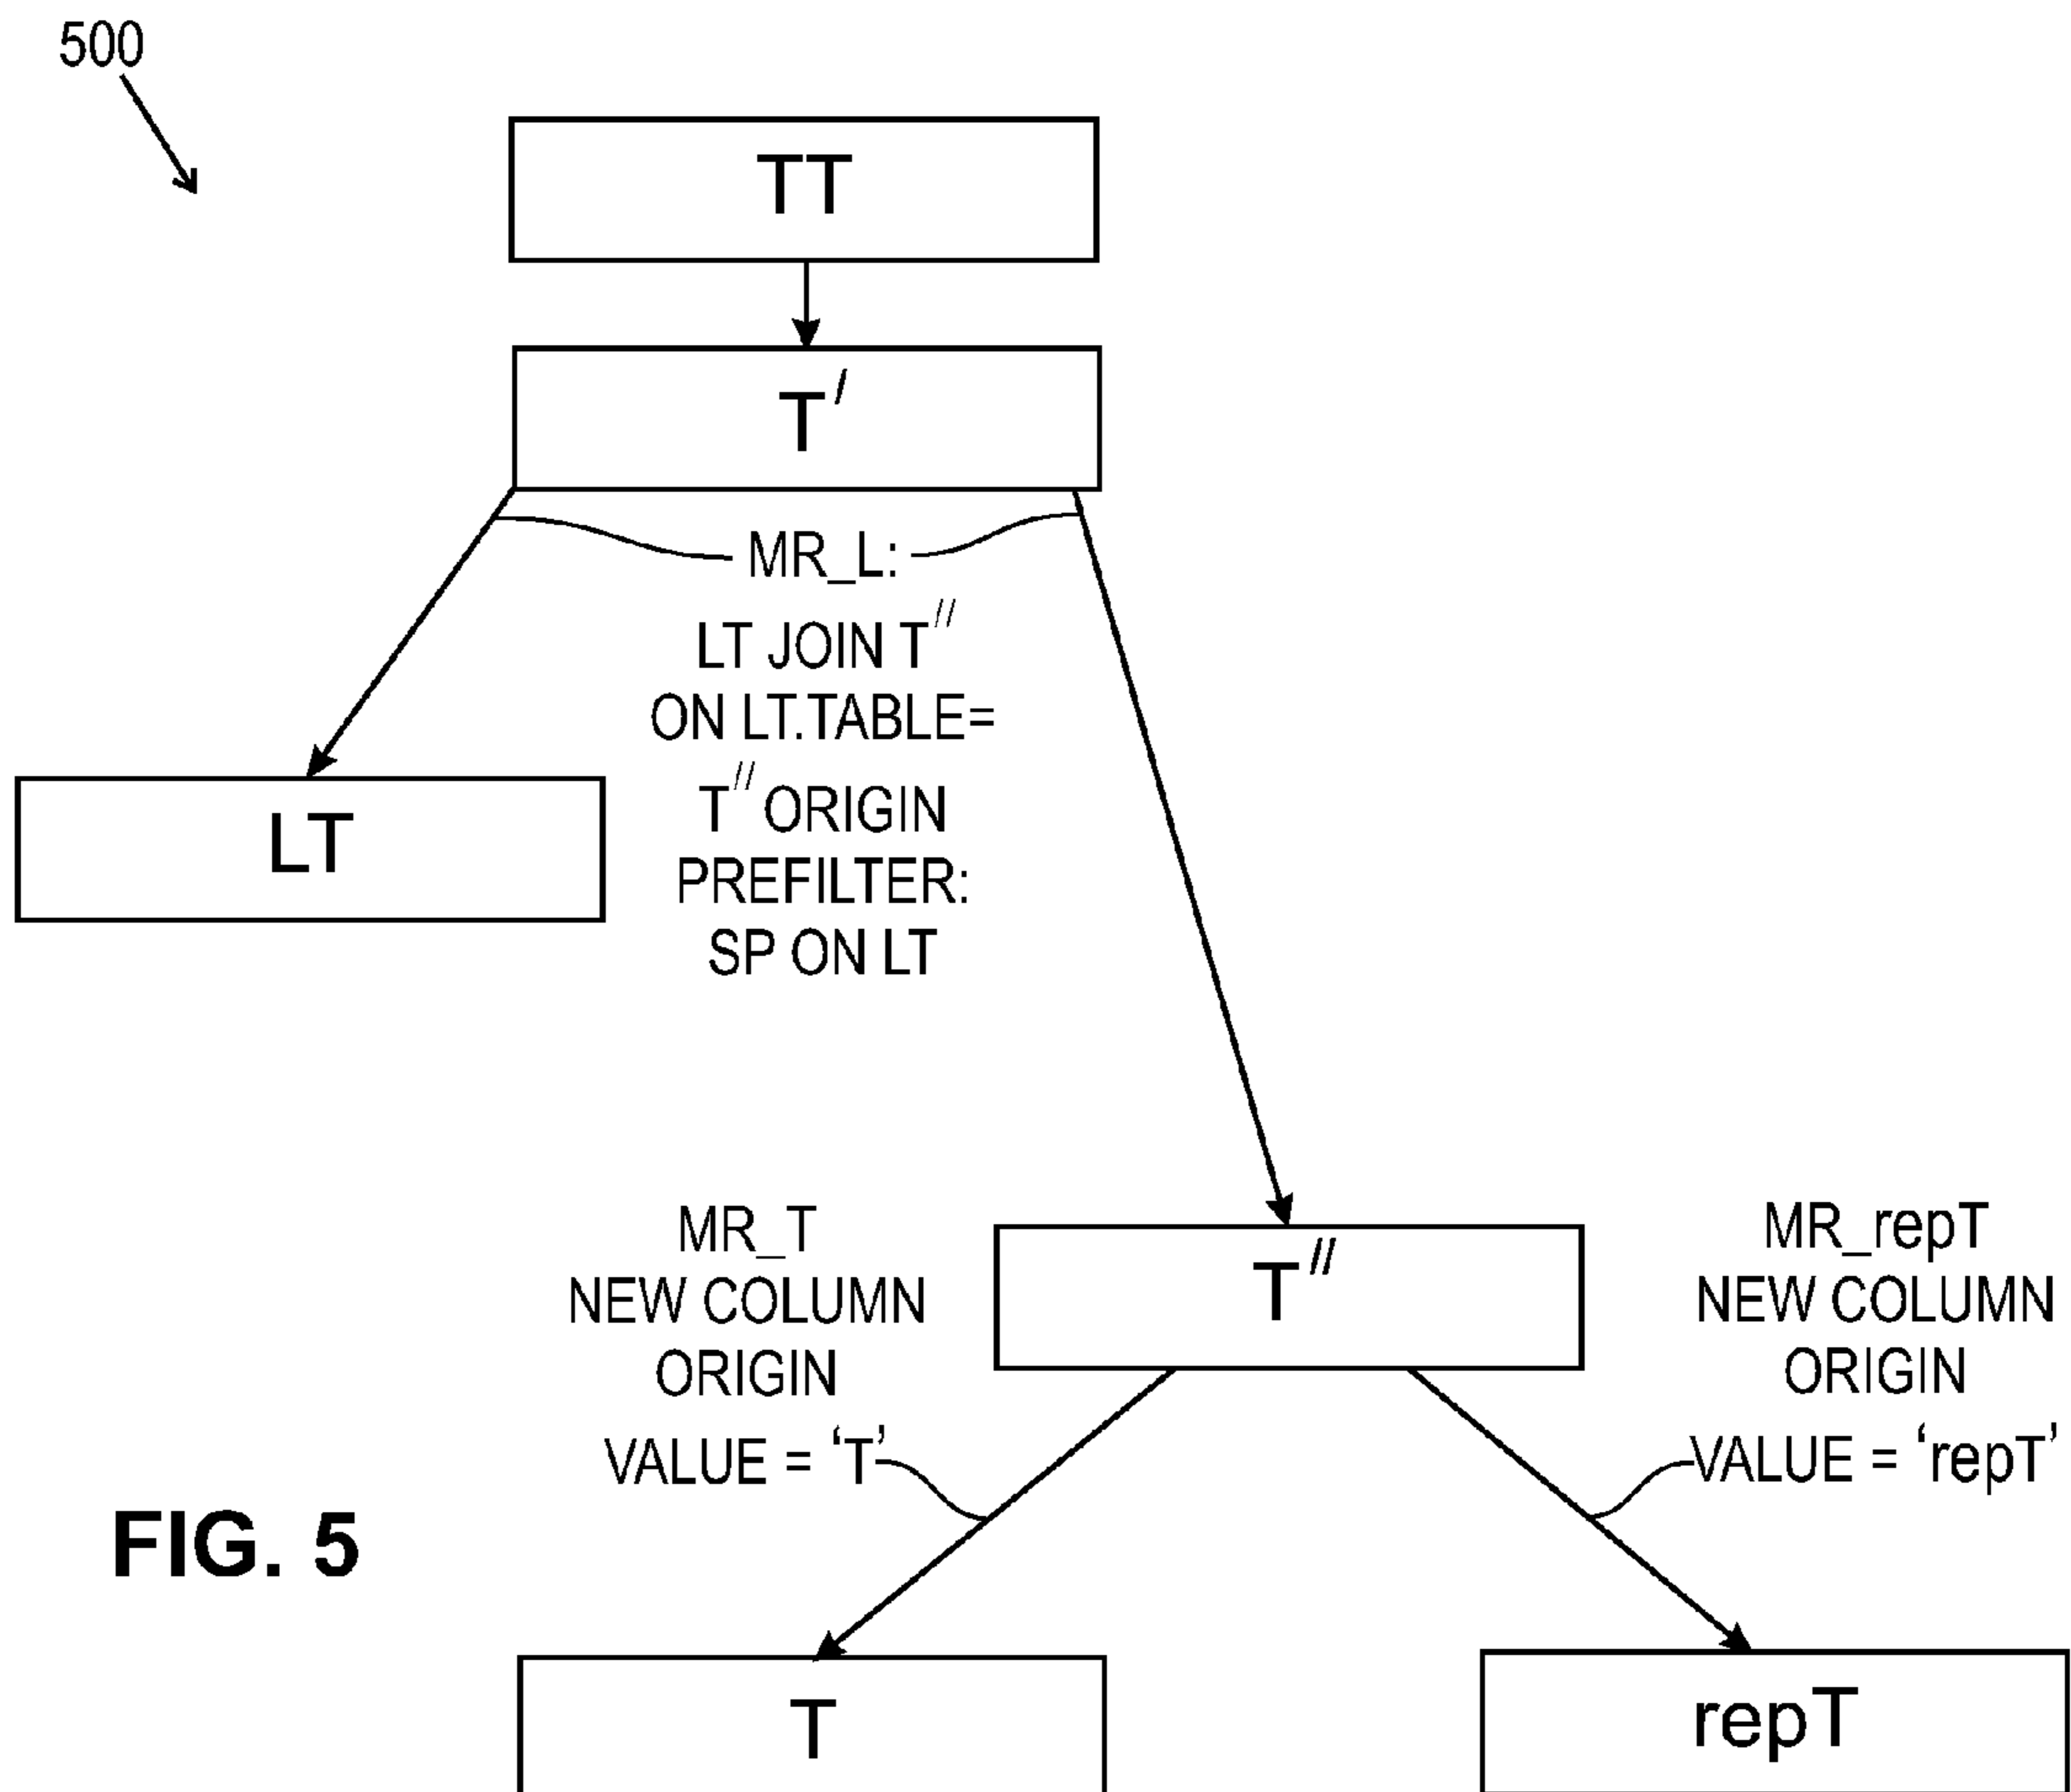 500
TT
T′
MR_L:
LT JOIN T″
ON LT.TABLE=
T″ ORIGIN
PREFILTER:
SP ON LT
LT
MR_T
NEW COLUMN
ORIGIN
VALUE = ‘T’
T″
MR_repT
NEW COLUMN
ORIGIN
VALUE = ‘repT’
FIG. 5
T
repT